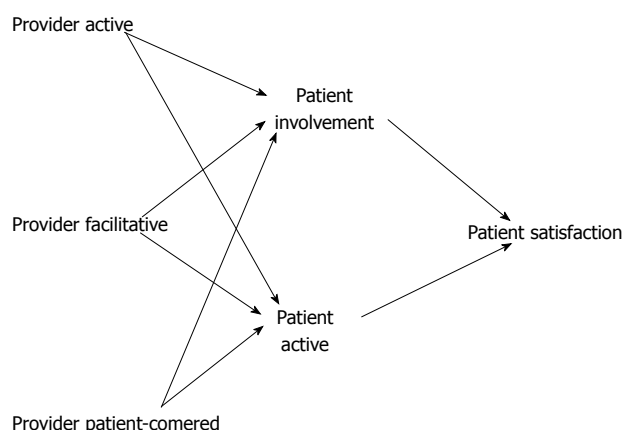 Provider active
Patient
involvement
Provider facilitative
Patient satisfaction
Patient
active
Provider patient-comered